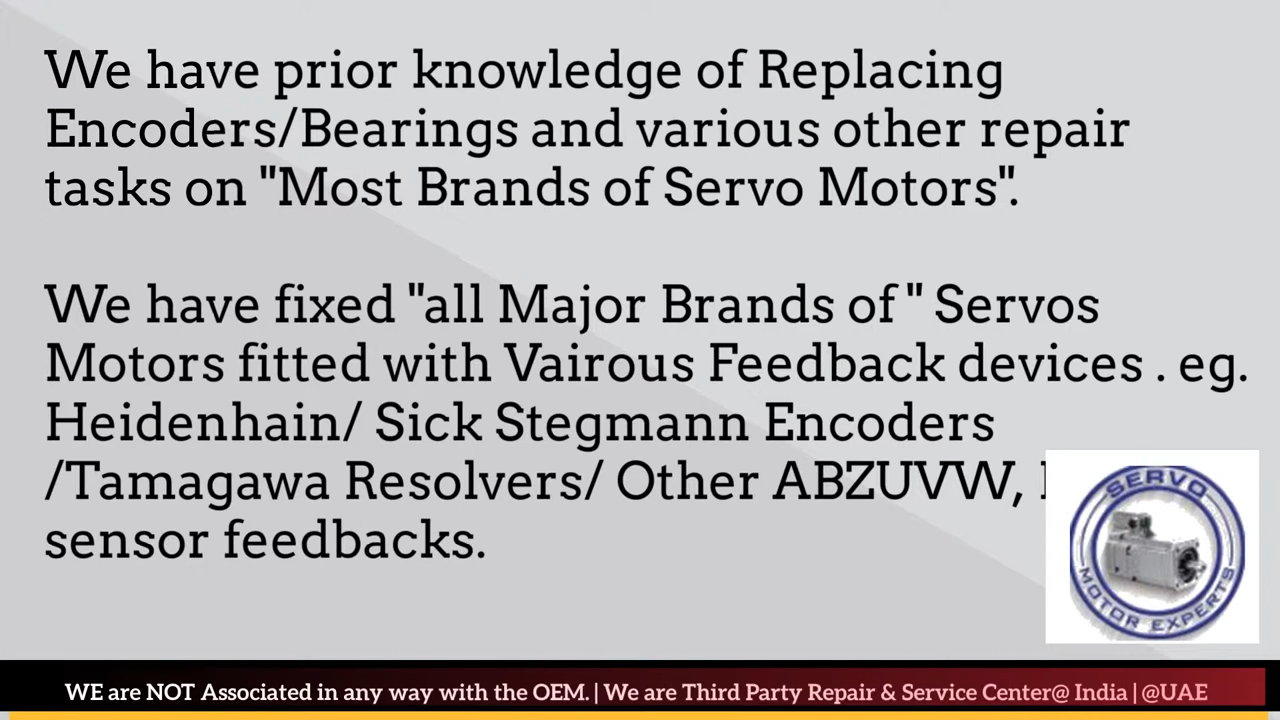 We have prior knowledge of Replacing
Encoders/Bearings and various other repair
tasks on "Most Brands of Servo Motors".
We have fixed "all Major Brands of " Servos
Motors fitted with Vairous Feedback devices . eg.
Heidenhain/ Sick Stegmann Encoders
/Tamagawa Resolvers/ Other ABZUVW,
sensor feedbacks.
SERVO
MOTOR EXPERTS
WE are NOT Associated in any way with the OEM. | We are Third Party Repair & Service Center@ India | @UAE